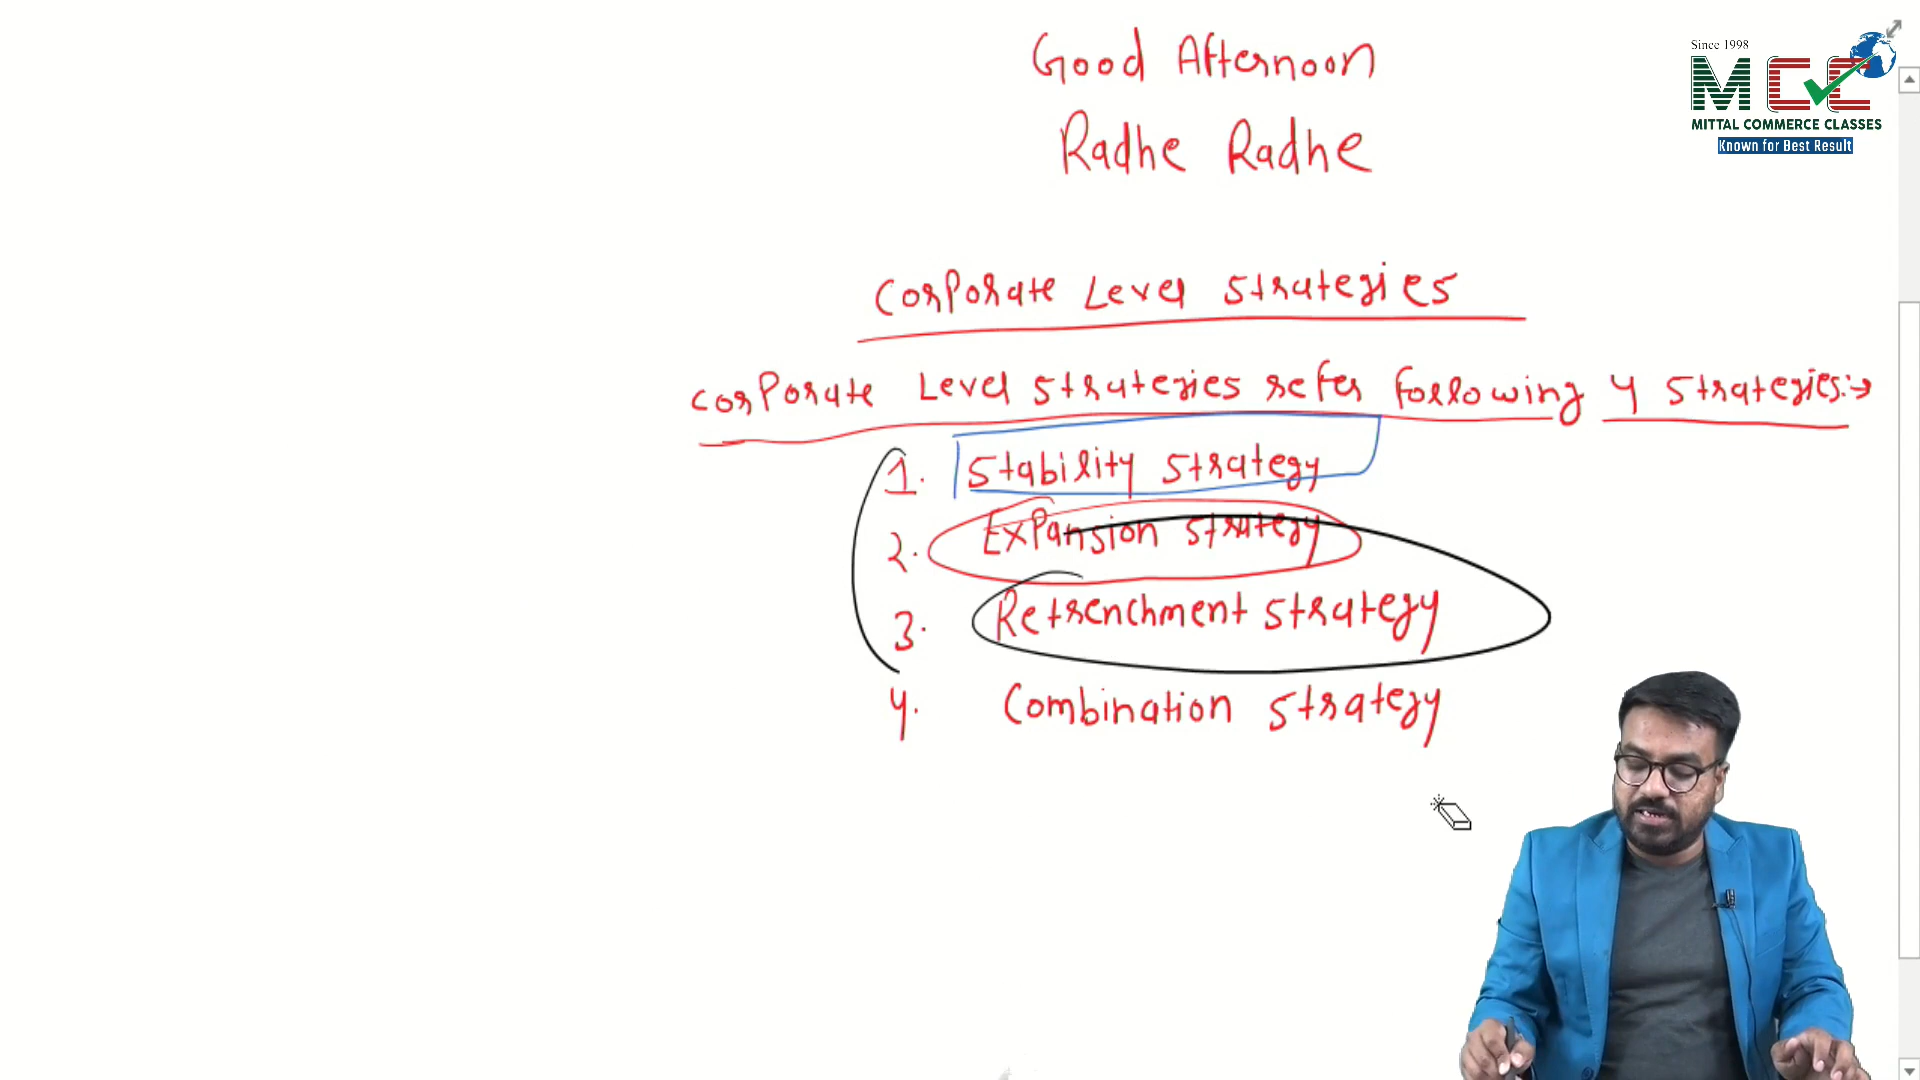 Good Afternoon
Radhe Radhe
Since 1998
MCC
MITTAL COMMERCE CLASSES
Known for Best Result
Corporate Level Strategies
Corporate Level Strategies refer following 4 Strategies:→
1. Stability Strategy
2. Expansion Strategy
3. Retrenchment Strategy
4. Combination Strategy